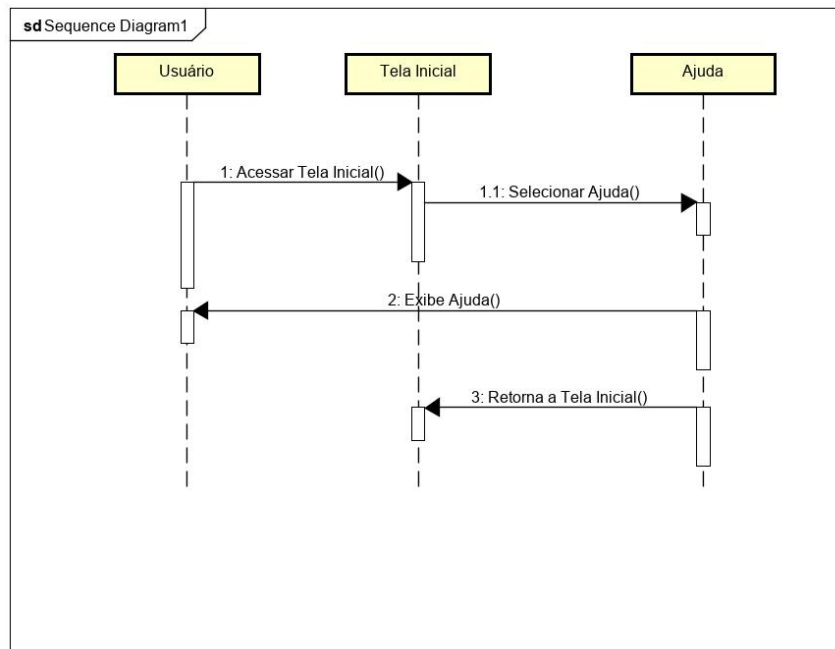 sd Sequence Diagram1
Usuário
Tela Inicial
Ajuda
1: Acessar Tela Inicial()
1.1: Selecionar Ajuda()
2: Exibe Ajuda()
3: Retorna a Tela Inicial()